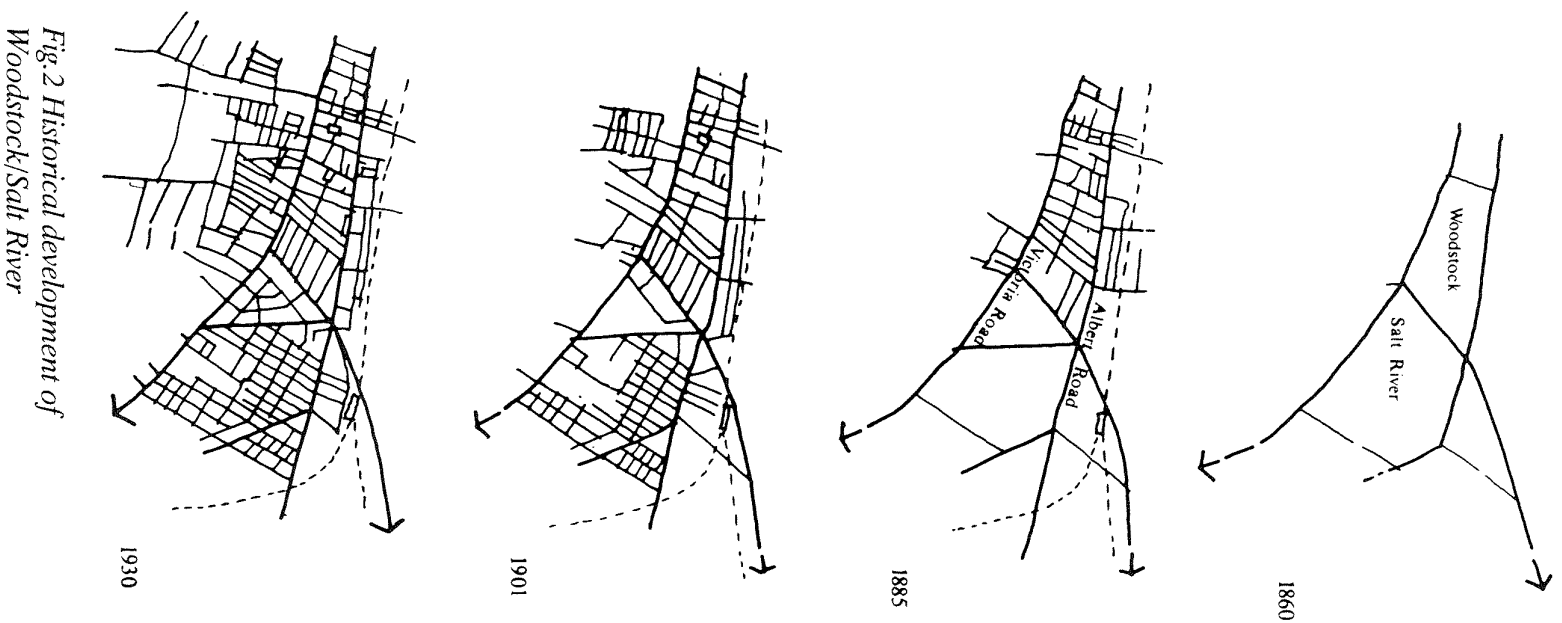 Woodstock
Salt River
1860
Victoria Road
Albert Road
1885
1901
1930
Fig.2 Historical development of
Woodstock/Salt River